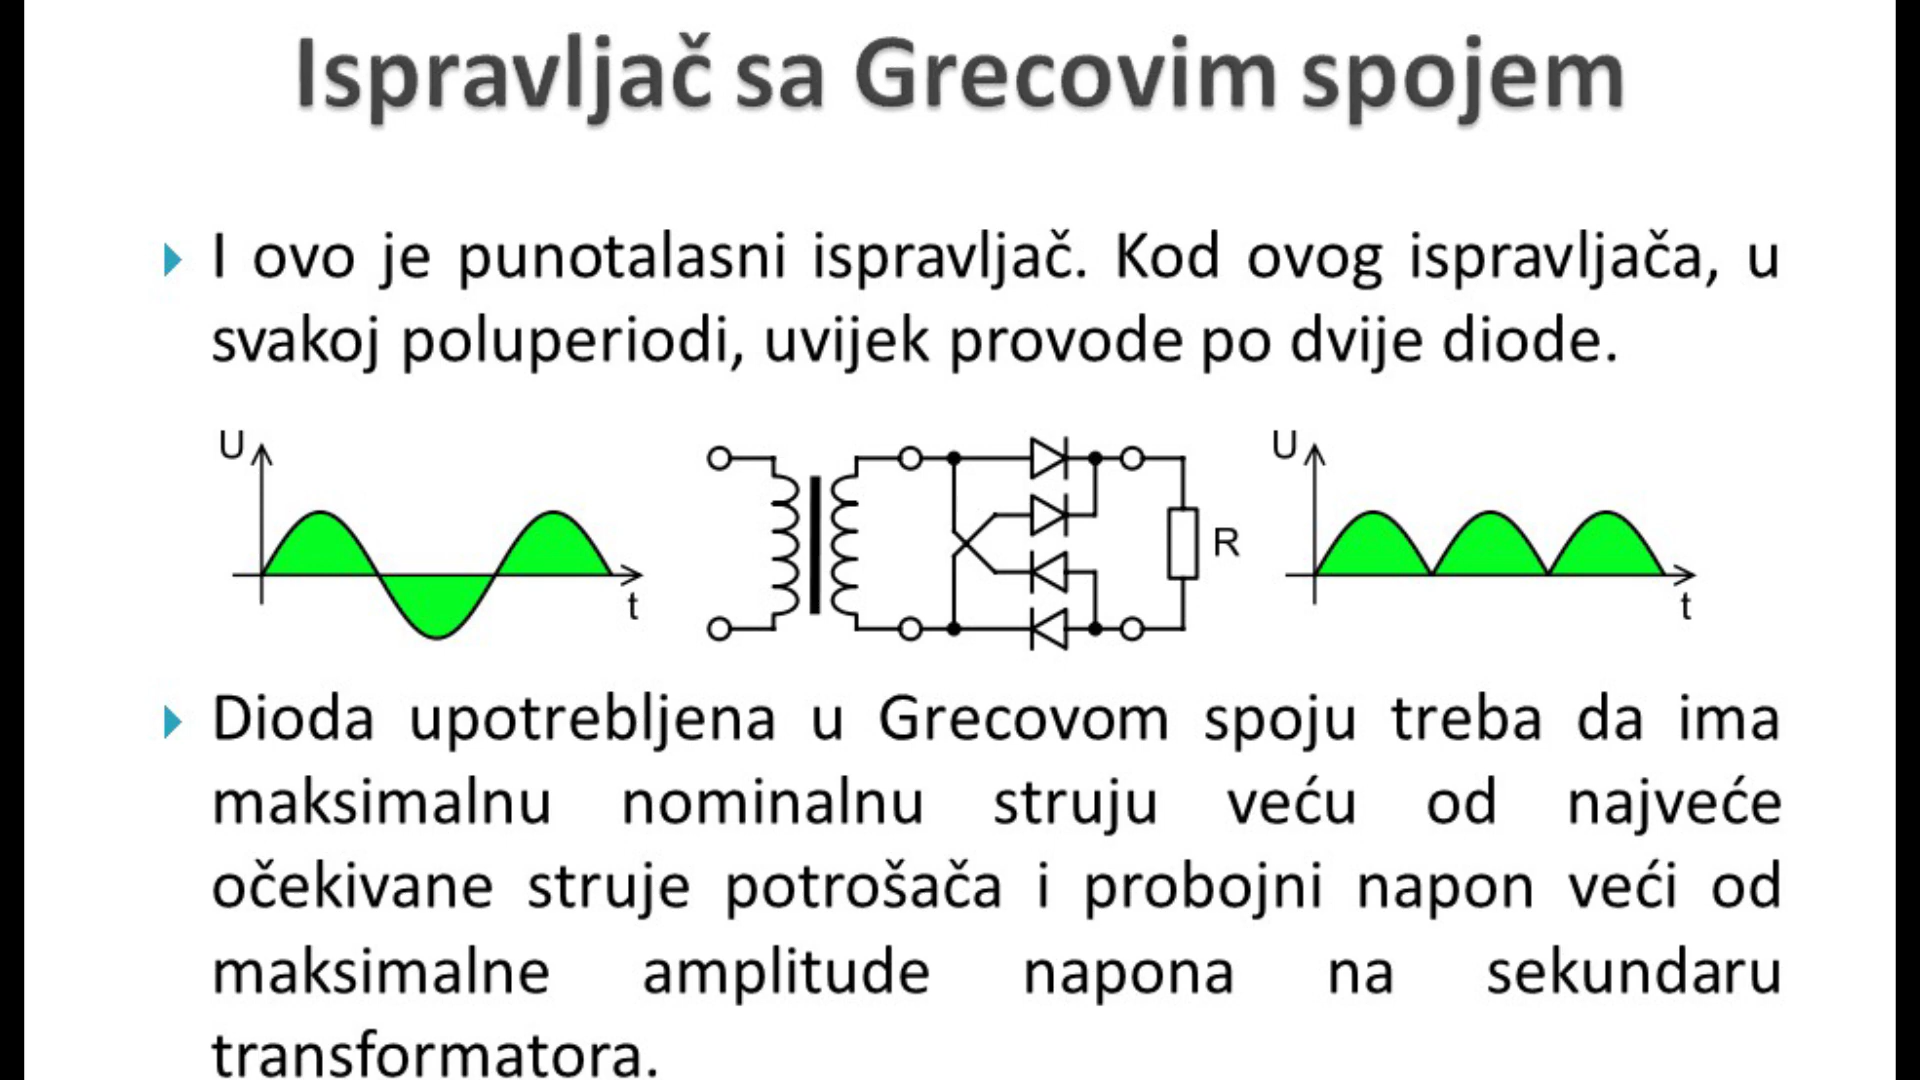 Ispravljač sa Grecovim spojem
I ovo je punotalasni ispravljač. Kod ovog ispravljača, u
svakoj poluperiodi, uvijek provode po dvije diode.
U
t
R
U
t
Dioda upotrebljena u Grecovom spoju treba da ima
maksimalnu nominalnu struju veću od najveće
očekivane struje potrošača i probojni napon veći od
maksimalne amplitude napona na sekundaru
transformatora.